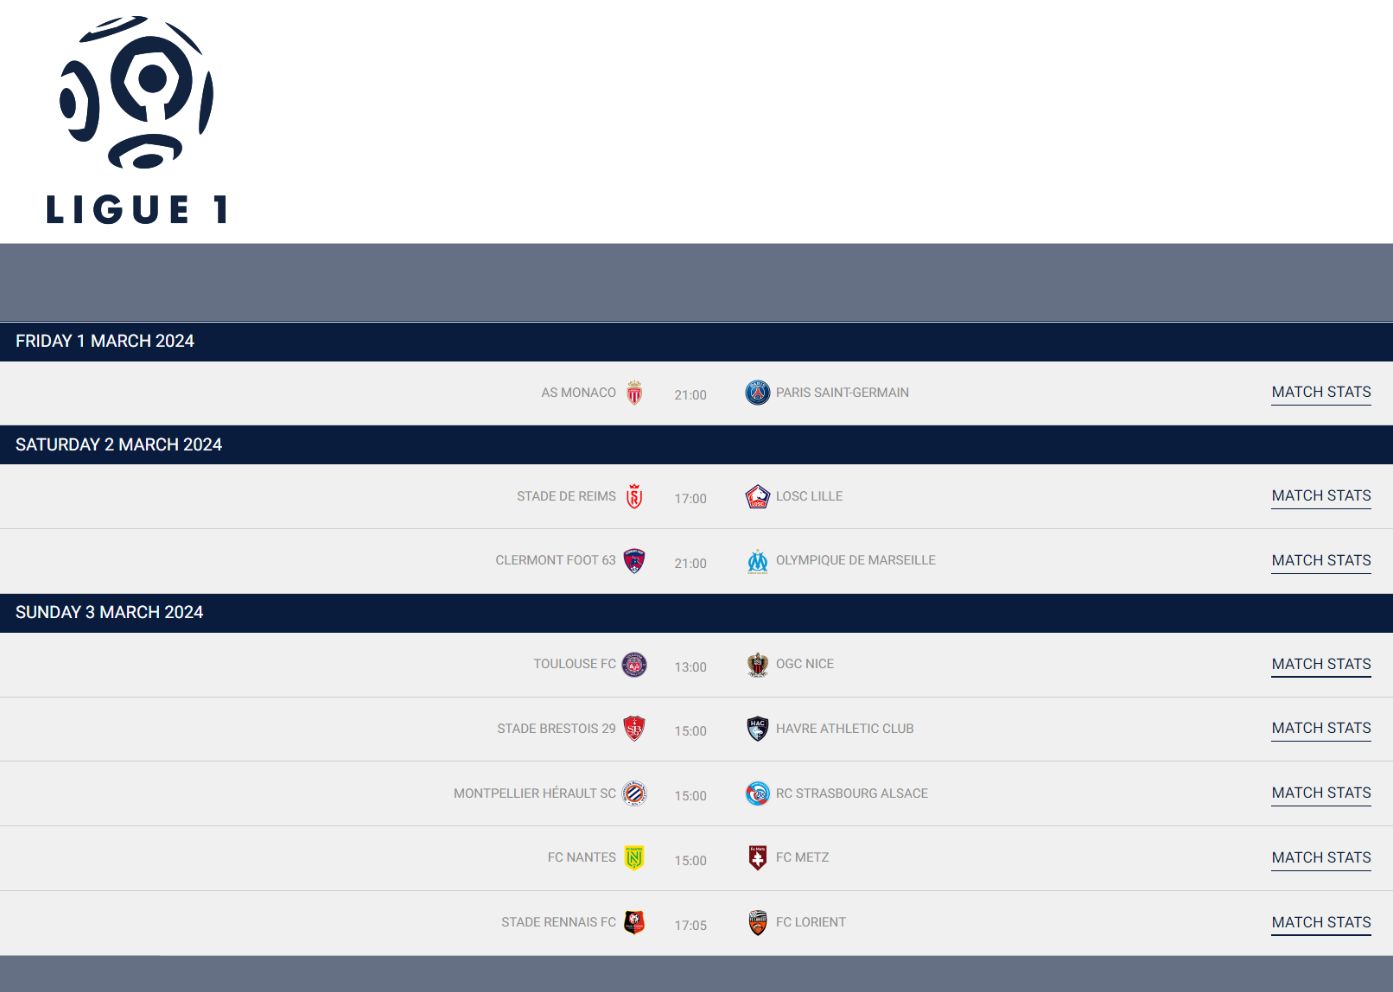 LIGUE 1
FRIDAY 1 MARCH 2024
AS MONACO 21:00 PARIS SAINT-GERMAIN MATCH STATS
SATURDAY 2 MARCH 2024
STADE DE REIMS 17:00 LOSC LILLE MATCH STATS
CLERMONT FOOT 63 21:00 OLYMPIQUE DE MARSEILLE MATCH STATS
SUNDAY 3 MARCH 2024
TOULOUSE FC 13:00 OGC NICE MATCH STATS
STADE BRESTOIS 29 15:00 HAVRE ATHLETIC CLUB MATCH STATS
MONTPELLIER HÉRAULT SC 15:00 RC STRASBOURG ALSACE MATCH STATS
FC NANTES 15:00 FC METZ MATCH STATS
STADE RENNAIS FC 17:05 FC LORIENT MATCH STATS